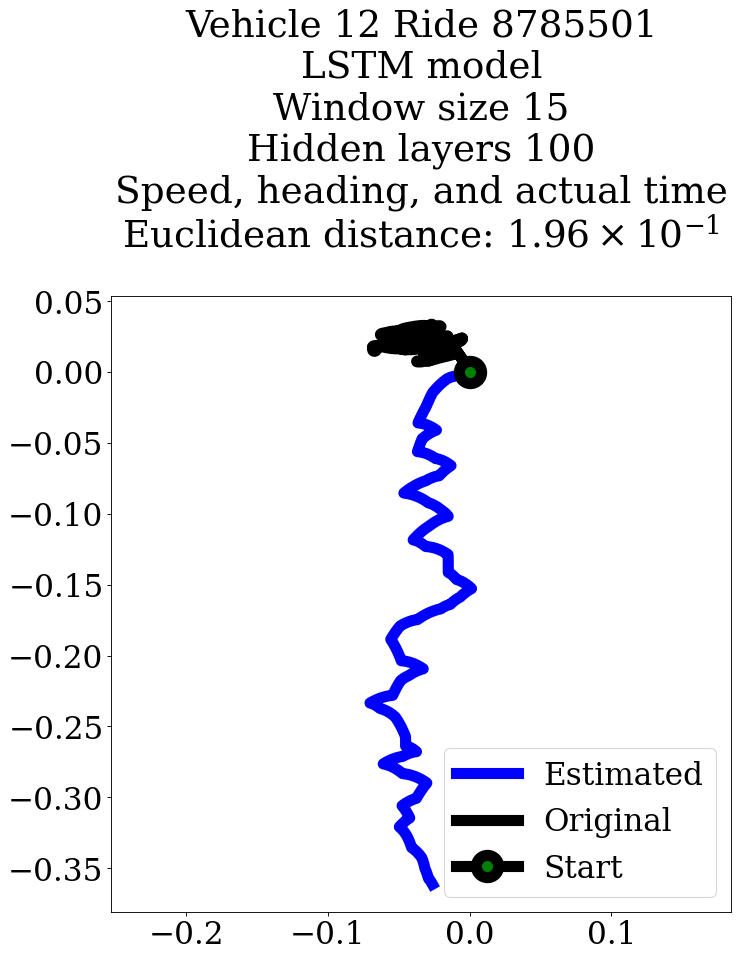 Vehicle 12 Ride 8785501
LSTM model
Window size 15
Hidden layers 100
Speed, heading, and actual time
Euclidean distance: 1.96 × 10⁻¹
0.05
0.00
−0.05
−0.10
−0.15
−0.20
−0.25
−0.30
−0.35
Estimated
Original
Start
−0.2 −0.1 0.0 0.1